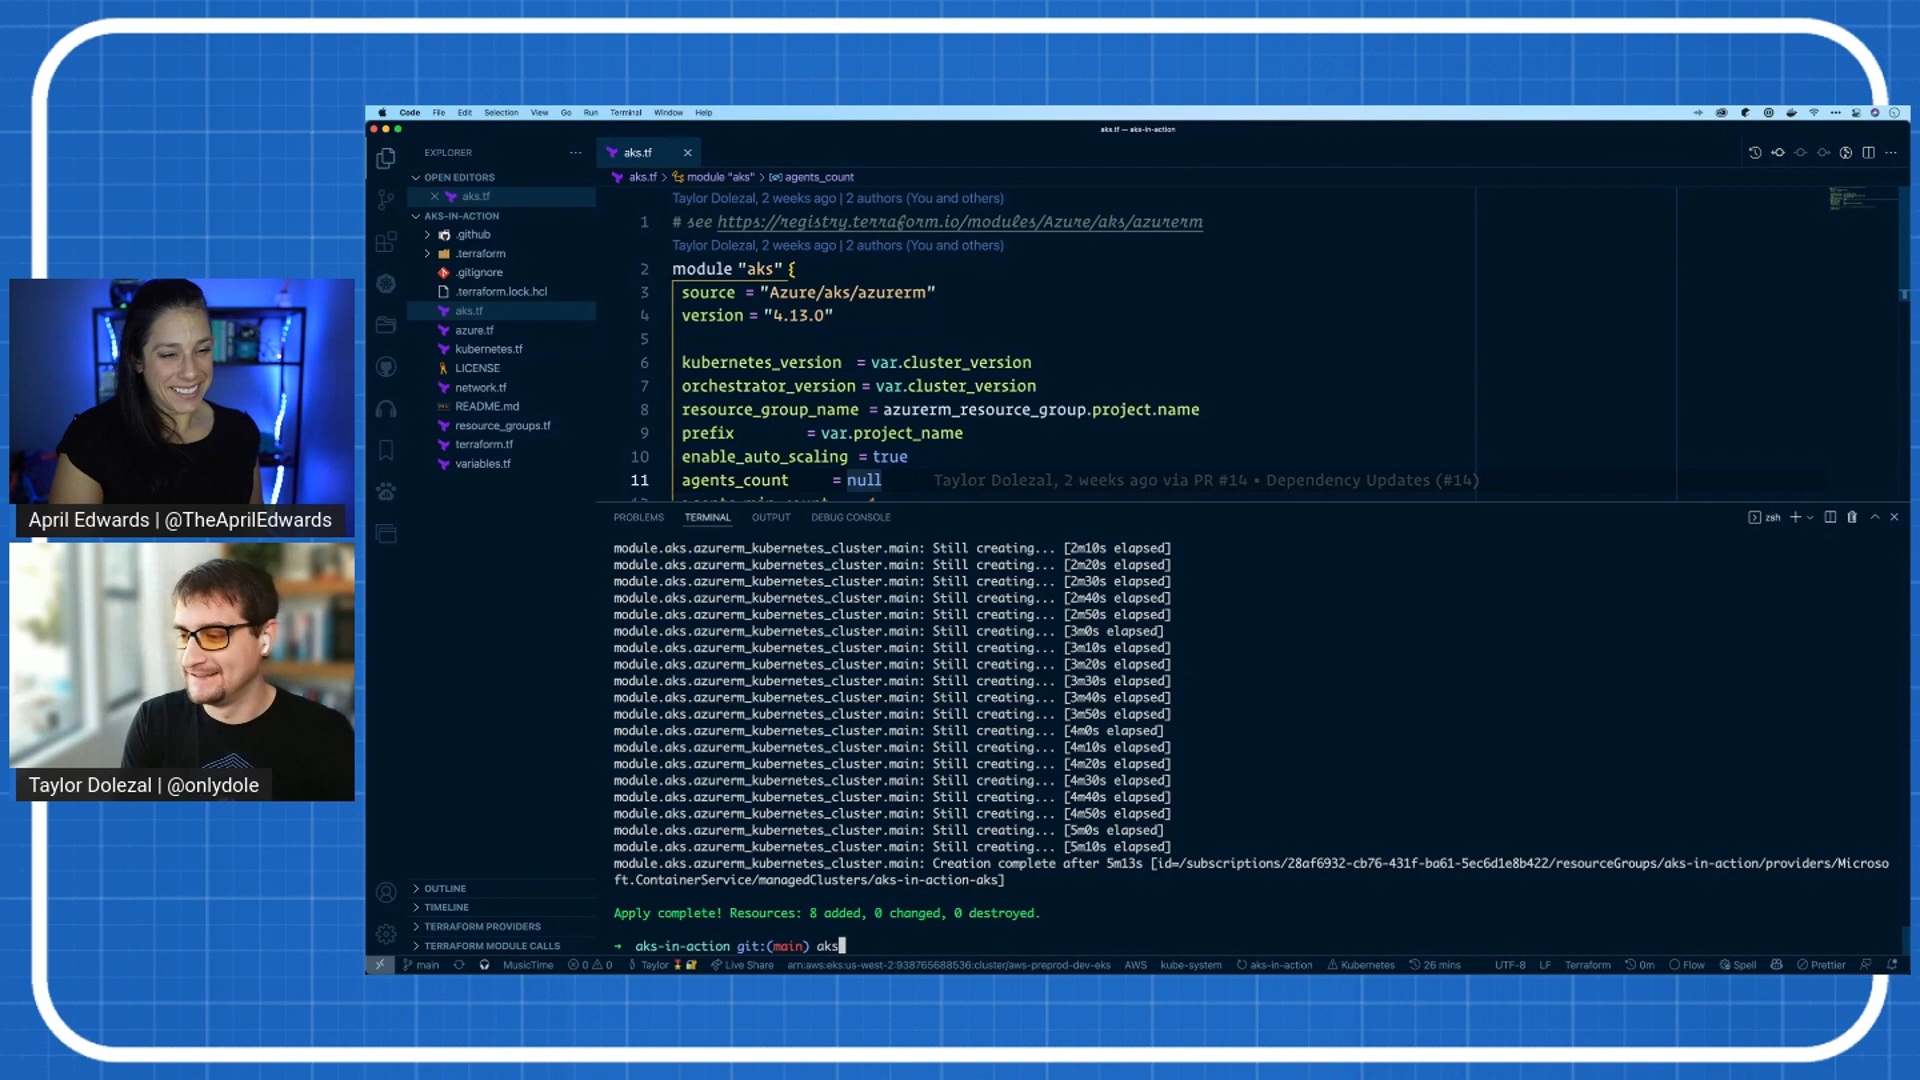 Code File Edit Selection View Go Run Terminal Window Help
aks.tf — aks-in-action
EXPLORER
OPEN EDITORS
aks.tf
AKS-IN-ACTION
.github
.terraform
.gitignore
.terraform.lock.hcl
aks.tf
azure.tf
kubernetes.tf
LICENSE
network.tf
README.md
resource_groups.tf
terraform.tf
variables.tf
OUTLINE
TIMELINE
TERRAFORM PROVIDERS
TERRAFORM MODULE CALLS
aks.tf
aks.tf > module "aks" > agents_count
Taylor Dolezal, 2 weeks ago | 2 authors (You and others)
1 # see https://registry.terraform.io/modules/Azure/aks/azurerm
Taylor Dolezal, 2 weeks ago | 2 authors (You and others)
2 module "aks" {
3 source = "Azure/aks/azurerm"
4 version = "4.13.0"
5
6 kubernetes_version = var.cluster_version
7 orchestrator_version = var.cluster_version
8 resource_group_name = azurerm_resource_group.project.name
9 prefix = var.project_name
10 enable_auto_scaling = true
11 agents_count = null Taylor Dolezal, 2 weeks ago via PR #14 • Dependency Updates (#14)
PROBLEMS TERMINAL OUTPUT DEBUG CONSOLE zsh
module.aks.azurerm_kubernetes_cluster.main: Still creating... [2m10s elapsed]
module.aks.azurerm_kubernetes_cluster.main: Still creating... [2m20s elapsed]
module.aks.azurerm_kubernetes_cluster.main: Still creating... [2m30s elapsed]
module.aks.azurerm_kubernetes_cluster.main: Still creating... [2m40s elapsed]
module.aks.azurerm_kubernetes_cluster.main: Still creating... [2m50s elapsed]
module.aks.azurerm_kubernetes_cluster.main: Still creating... [3m0s elapsed]
module.aks.azurerm_kubernetes_cluster.main: Still creating... [3m10s elapsed]
module.aks.azurerm_kubernetes_cluster.main: Still creating... [3m20s elapsed]
module.aks.azurerm_kubernetes_cluster.main: Still creating... [3m30s elapsed]
module.aks.azurerm_kubernetes_cluster.main: Still creating... [3m40s elapsed]
module.aks.azurerm_kubernetes_cluster.main: Still creating... [3m50s elapsed]
module.aks.azurerm_kubernetes_cluster.main: Still creating... [4m0s elapsed]
module.aks.azurerm_kubernetes_cluster.main: Still creating... [4m10s elapsed]
module.aks.azurerm_kubernetes_cluster.main: Still creating... [4m20s elapsed]
module.aks.azurerm_kubernetes_cluster.main: Still creating... [4m30s elapsed]
module.aks.azurerm_kubernetes_cluster.main: Still creating... [4m40s elapsed]
module.aks.azurerm_kubernetes_cluster.main: Still creating... [4m50s elapsed]
module.aks.azurerm_kubernetes_cluster.main: Still creating... [5m0s elapsed]
module.aks.azurerm_kubernetes_cluster.main: Still creating... [5m10s elapsed]
module.aks.azurerm_kubernetes_cluster.main: Creation complete after 5m13s [id=/subscriptions/28af6932-cb76-431f-ba61-5ec6d1e8b422/resourceGroups/aks-in-action/providers/Microso
ft.ContainerService/managedClusters/aks-in-action-aks]
Apply complete! Resources: 8 added, 0 changed, 0 destroyed.
→ aks-in-action git:(main) aks
main 0 0 MusicTime Taylor Live Share arn:aws:eks:us-west-2:938765688536:cluster/aws-preprod-dev-eks AWS kube-system aks-in-action Kubernetes 26 mins UTF-8 LF Terraform 0m Flow Spell Prettier
April Edwards | @TheAprilEdwards
Taylor Dolezal | @onlydole